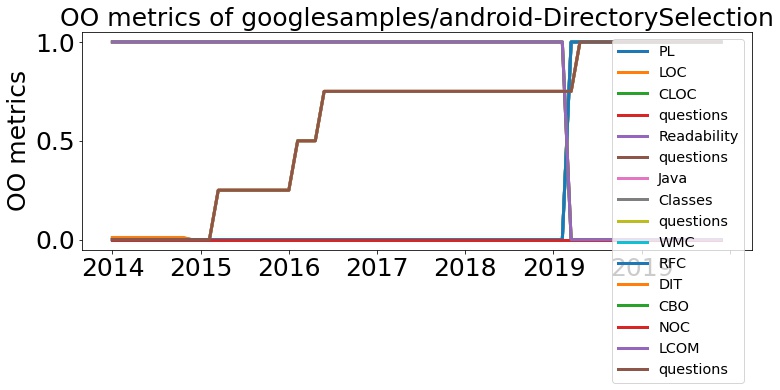 OO metrics of googlesamples/android-DirectorySelection
OO metrics
1.0
0.5
0.0
2014 2015 2016 2017 2018 2019 2019
PL
LOC
CLOC
questions
Readability
questions
Java
Classes
questions
WMC
RFC
DIT
CBO
NOC
LCOM
questions